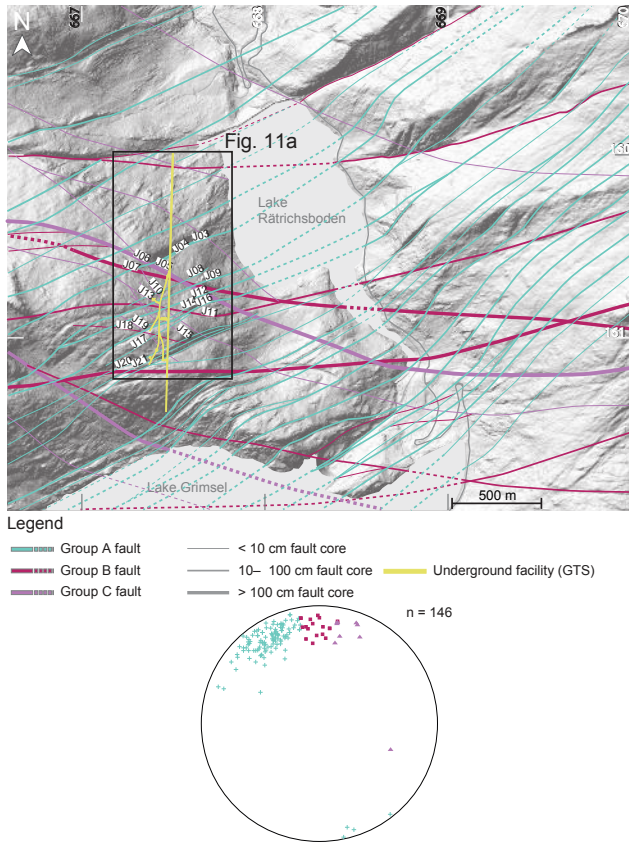 667
668
669
670
N
Fig. 11a
130
Lake
Rätrichsboden
J03
J04
J06
J05
J07
J08
J09
J10
J12
J13
J14
J16
J11
131
J18
J19
J15
J17
J20
J21
Lake Grimsel
500 m
Legend
Group A fault
< 10 cm fault core
Group B fault
10– 100 cm fault core
Underground facility (GTS)
Group C fault
> 100 cm fault core
n = 146